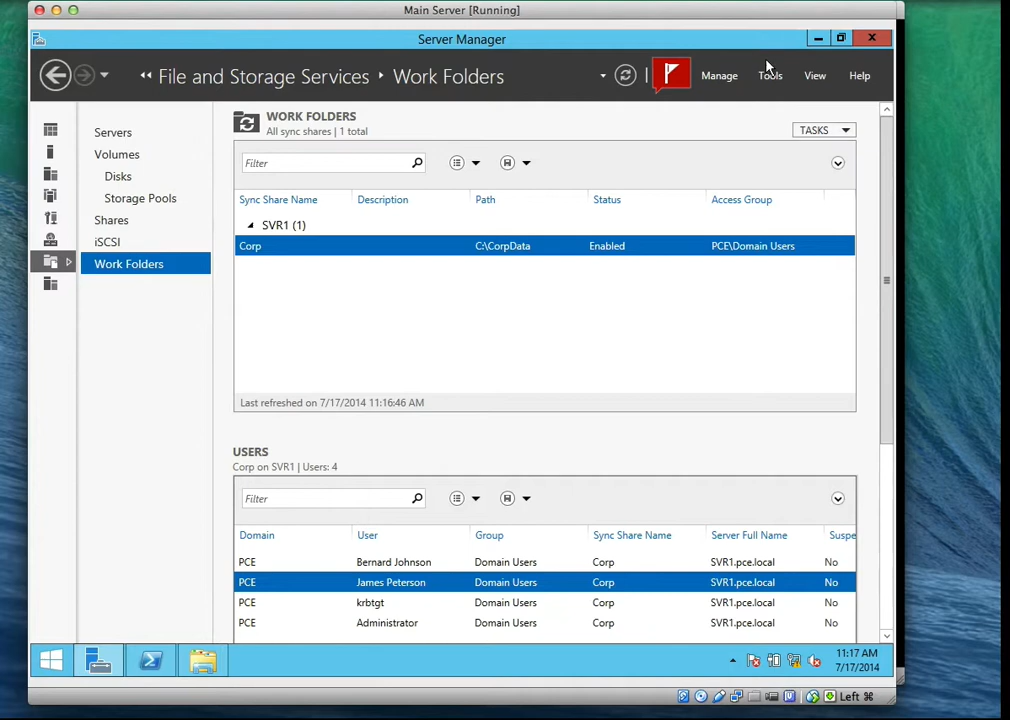 Main Server [Running]
Server Manager
File and Storage Services
Work Folders
Manage
Tools
View
Help
Servers
Volumes
Disks
Storage Pools
Shares
iSCSI
Work Folders
WORK FOLDERS
All sync shares | 1 total
TASKS
Filter
Sync Share Name Description Path Status Access Group
SVR1 (1)
Corp C:\CorpData Enabled PCE\Domain Users
Last refreshed on 7/17/2014 11:16:46 AM
USERS
Corp on SVR1 | Users: 4
Filter
Domain User Group Sync Share Name Server Full Name Suspe
PCE Bernard Johnson Domain Users Corp SVR1.pce.local No
PCE James Peterson Domain Users Corp SVR1.pce.local No
PCE krbtgt Domain Users Corp SVR1.pce.local No
PCE Administrator Domain Users Corp SVR1.pce.local No
11:17 AM
7/17/2014
Left ⌘